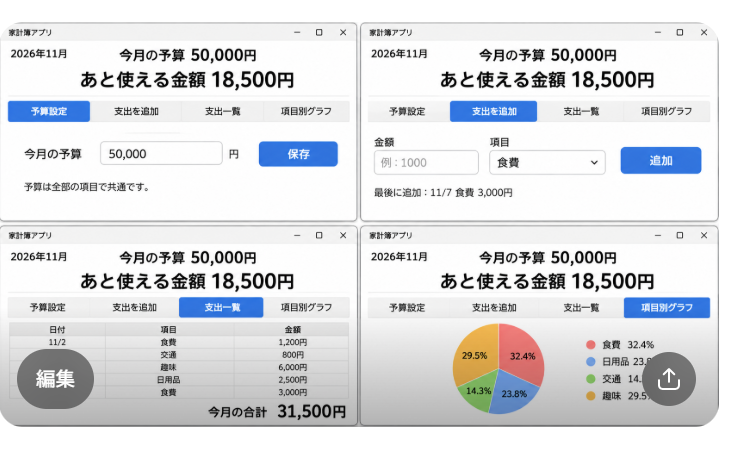 家計簿アプリ
2026年11月
今月の予算 50,000円
あと使える金額 18,500円
予算設定 支出を追加 支出一覧 項目別グラフ
今月の予算 50,000 円 保存
予算は全部の項目で共通です。
家計簿アプリ
2026年11月
今月の予算 50,000円
あと使える金額 18,500円
予算設定 支出を追加 支出一覧 項目別グラフ
金額 項目
例：1000 食費 追加
最後に追加：11/7 食費 3,000円
家計簿アプリ
2026年11月
今月の予算 50,000円
あと使える金額 18,500円
予算設定 支出を追加 支出一覧 項目別グラフ
日付 項目 金額
11/2 食費 1,200円
交通 800円
趣味 6,000円
日用品 2,500円
食費 3,000円
今月の合計 31,500円
編集
家計簿アプリ
2026年11月
今月の予算 50,000円
あと使える金額 18,500円
予算設定 支出を追加 支出一覧 項目別グラフ
29.5% 32.4%
14.3% 23.8%
食費 32.4%
日用品
交通
趣味